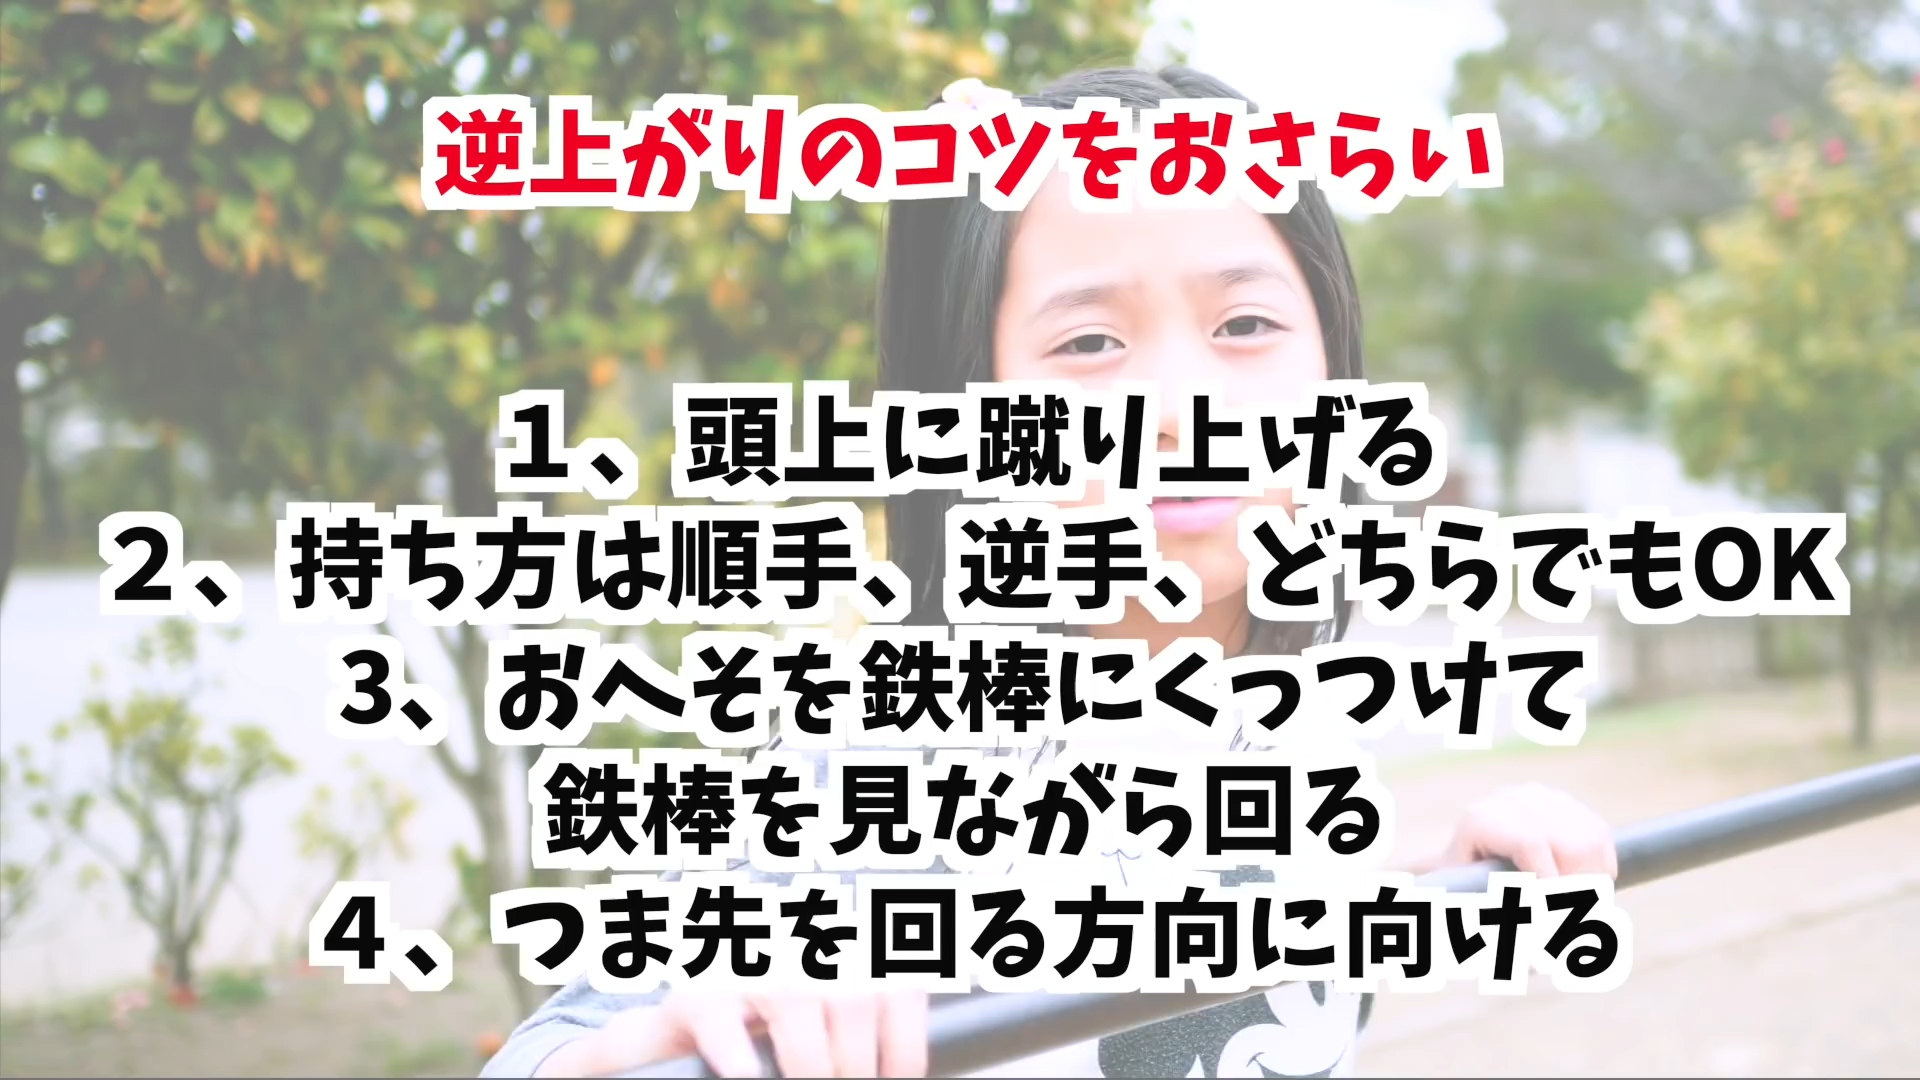 逆上がりのコツをおさらい
１、頭上に蹴り上げる
２、持ち方は順手、逆手、どちらでもOK
3、おへそを鉄棒にくっつけて
鉄棒を見ながら回る
４、つま先を回る方向に向ける